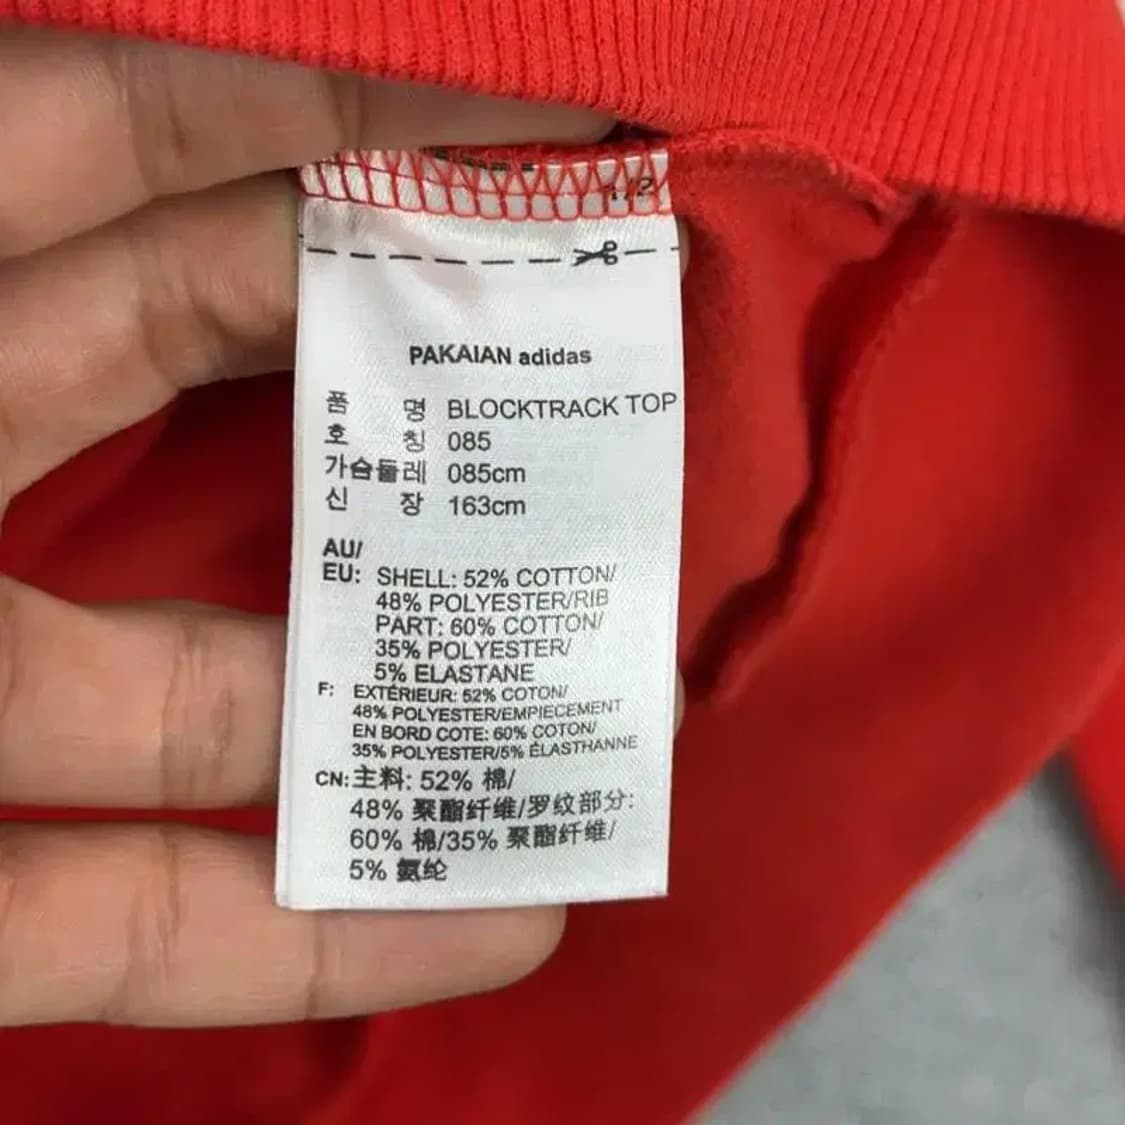 1/2
PAKAIAN adidas
품 명 BLOCKTRACK TOP
호 칭 085
가슴둘레 085cm
신 장 163cm
AU/
EU: SHELL: 52% COTTON/
48% POLYESTER/RIB
PART: 60% COTTON/
35% POLYESTER/
5% ELASTANE
F: EXTÉRIEUR: 52% COTON/
48% POLYESTER/EMPIECEMENT
EN BORD COTE: 60% COTON/
35% POLYESTER/5% ÉLASTHANNE
CN: 主料: 52% 棉/
48% 聚酯纤维/罗纹部分:
60% 棉/35% 聚酯纤维/
5% 氨纶